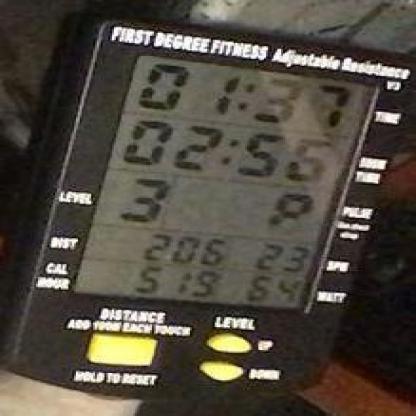 FIRST DEGREE FITNESS Adjustable Resistance
V3
01:37 TIME
02:56 500M TIME
LEVEL 3 P PULSE
DIST 206 23 SPM
CAL HOUR 519 64 WATT
DISTANCE
ADD 100M EACH TOUCH
HOLD TO RESET
LEVEL
UP
DOWN